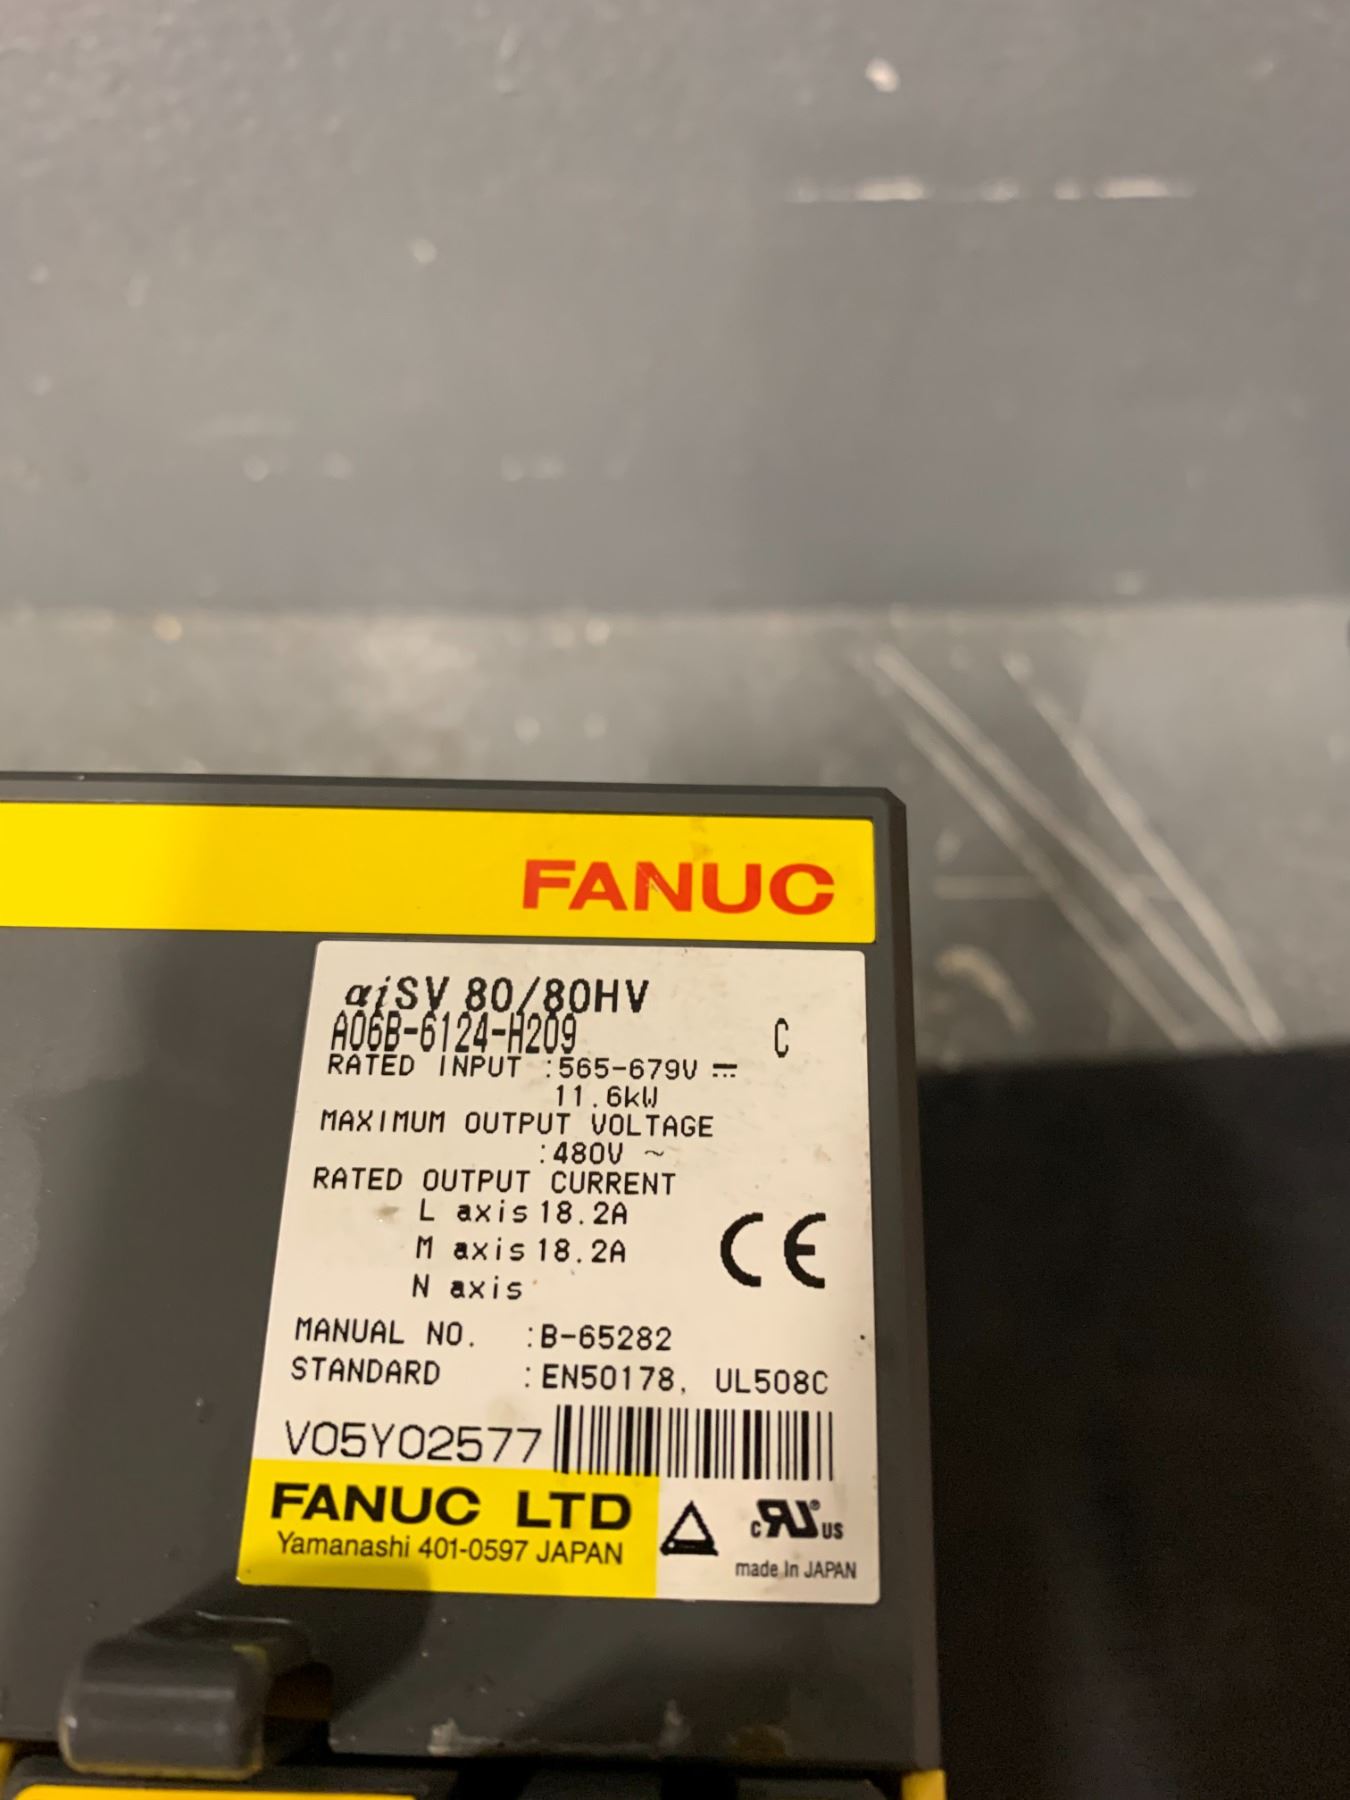 FANUC
αiSV 80/80HV
A06B-6124-H209 C
RATED INPUT :565-679V ⎓
11.6kW
MAXIMUM OUTPUT VOLTAGE
:480V ~
RATED OUTPUT CURRENT
L axis 18.2A
M axis 18.2A
N axis
CE
MANUAL NO. :B-65282
STANDARD :EN50178, UL508C
V05Y02577
FANUC LTD
Yamanashi 401-0597 JAPAN
c RU® US
made In JAPAN